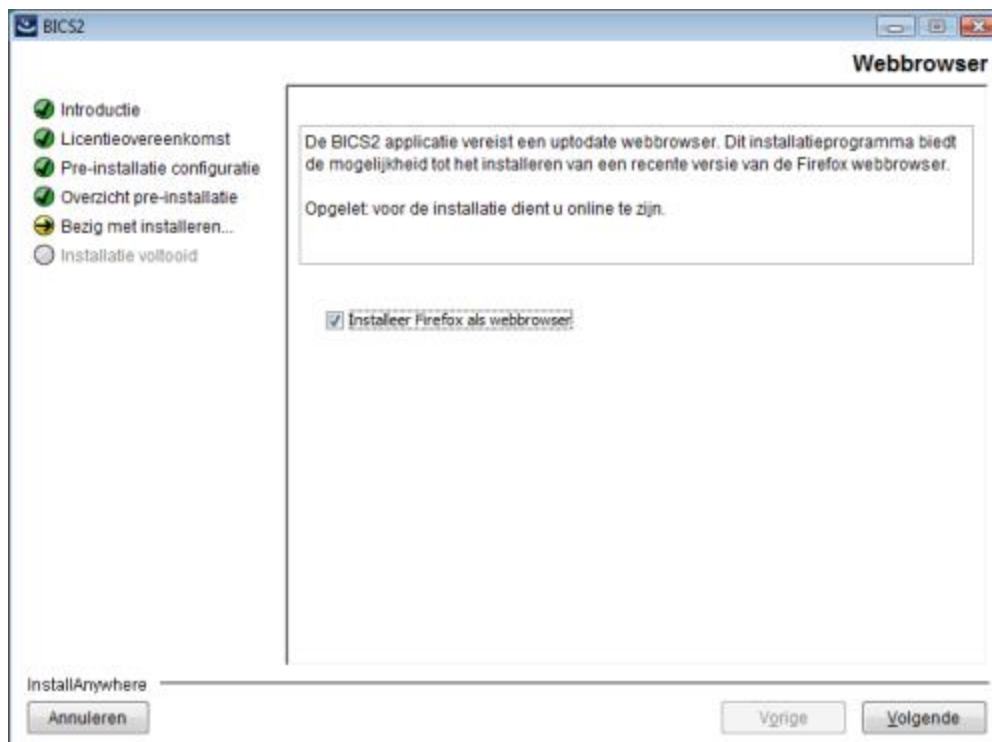 BICS2
Webbrowser
Introductie
Licentieovereenkomst
Pre-installatie configuratie
Overzicht pre-installatie
Bezig met installeren...
Installatie voltooid
De BICS2 applicatie vereist een uptodate webbrowser. Dit installatieprogramma biedt
de mogelijkheid tot het installeren van een recente versie van de Firefox webbrowser.
Opgelet: voor de installatie dient u online te zijn.
Installeer Firefox als webbrowser
InstallAnywhere
Annuleren
Vorige
Volgende